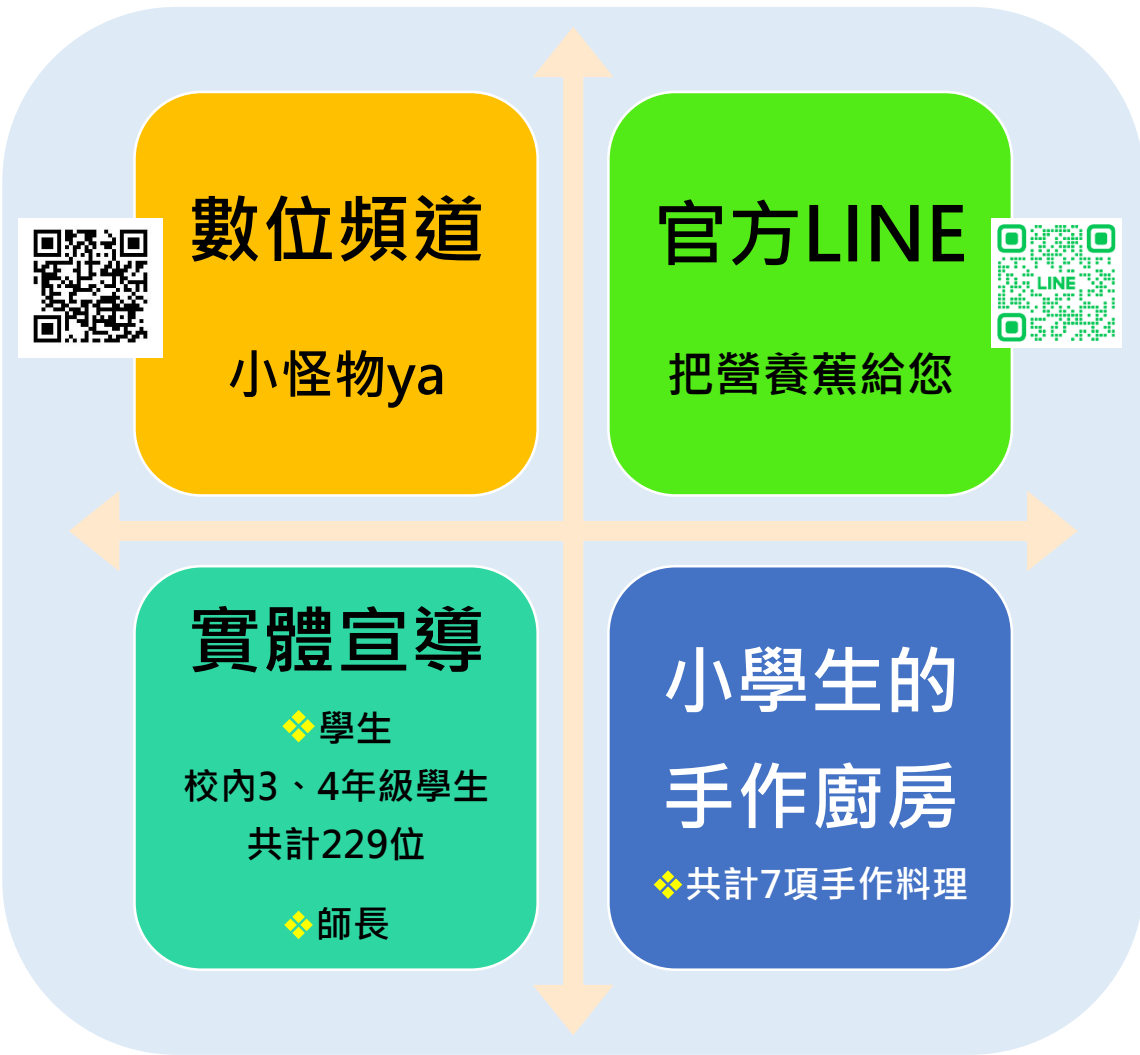 數位頻道
小怪物ya
官方LINE
LINE
把營養蕉給您
實體宣導
❖學生
校內3、4年級學生
共計229位
❖師長
小學生的
手作廚房
❖共計7項手作料理